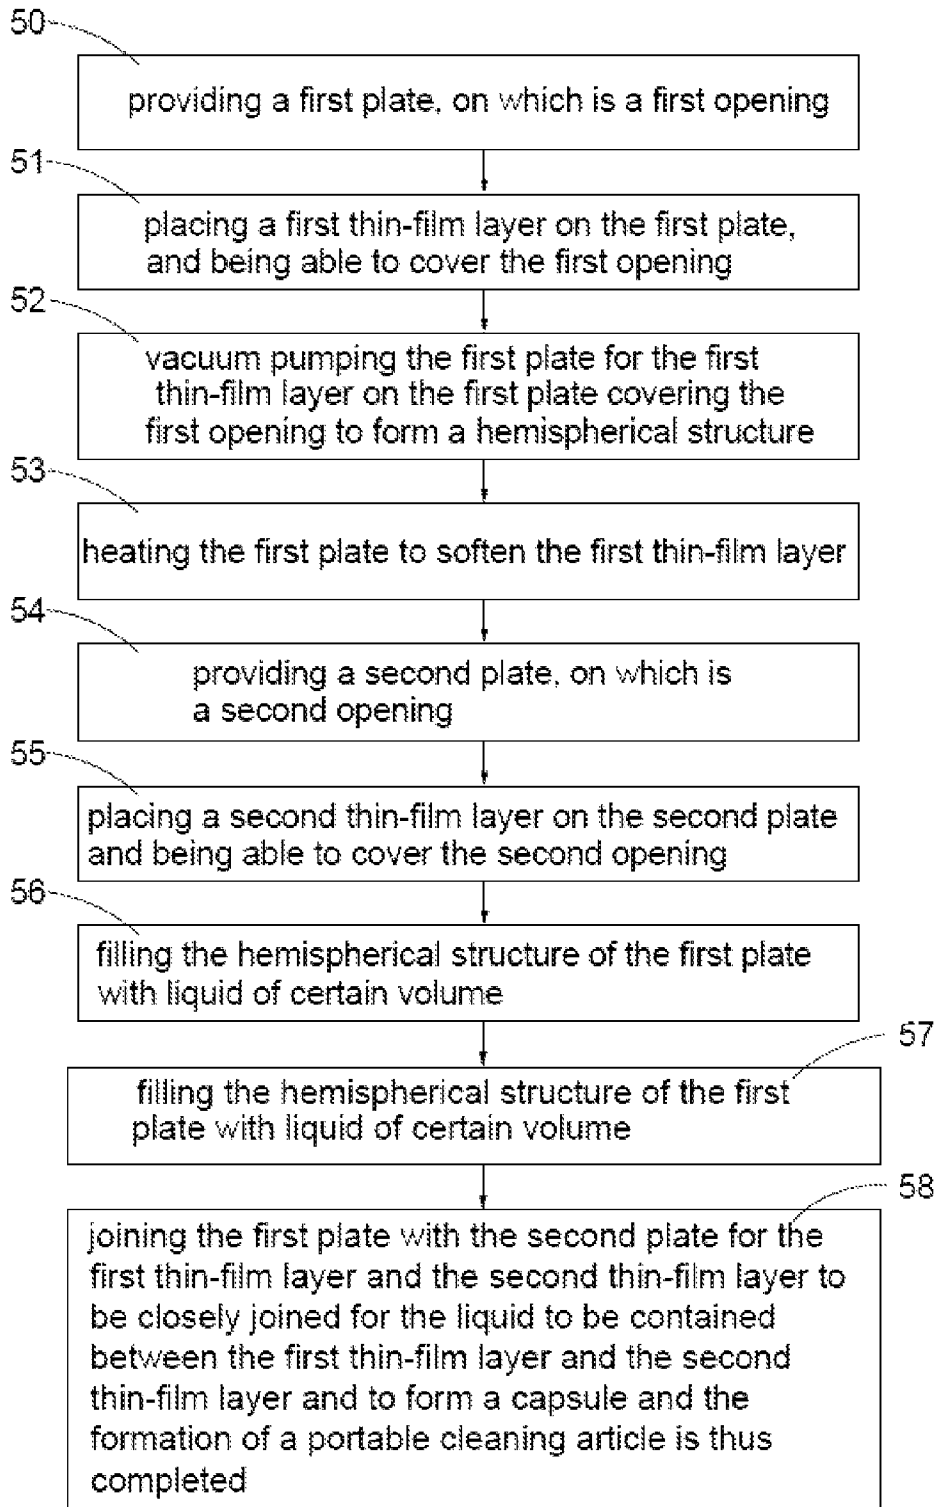 50
providing a first plate, on which is a first opening
51
placing a first thin-film layer on the first plate,
and being able to cover the first opening
52
vacuum pumping the first plate for the first
thin-film layer on the first plate covering the
first opening to form a hemispherical structure
53
heating the first plate to soften the first thin-film layer
54
providing a second plate, on which is
a second opening
55
placing a second thin-film layer on the second plate
and being able to cover the second opening
56
filling the hemispherical structure of the first plate
with liquid of certain volume
57
filling the hemispherical structure of the first
plate with liquid of certain volume
58
joining the first plate with the second plate for the
first thin-film layer and the second thin-film layer to
be closely joined for the liquid to be contained
between the first thin-film layer and the second
thin-film layer and to form a capsule and the
formation of a portable cleaning article is thus
completed